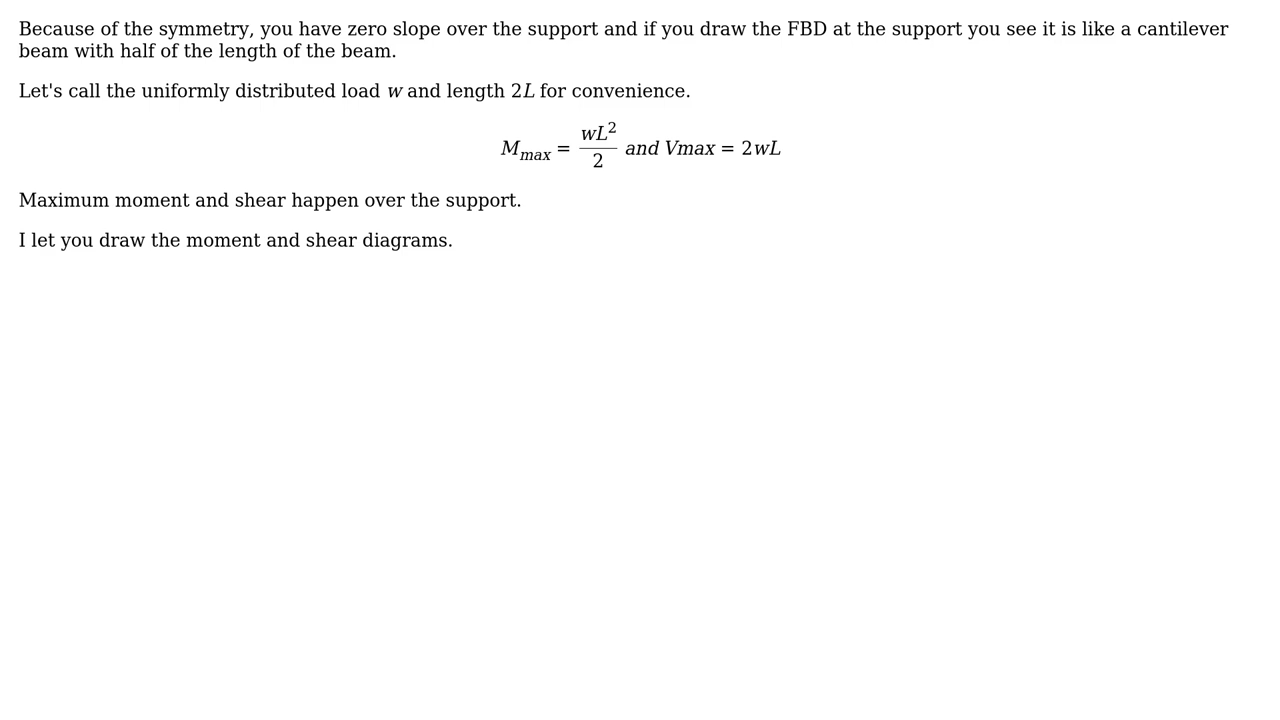 Because of the symmetry, you have zero slope over the support and if you draw the FBD at the support you see it is like a cantilever
beam with half of the length of the beam.
Let's call the uniformly distributed load w and length 2L for convenience.
M_max = wL²/2 and Vmax = 2wL
Maximum moment and shear happen over the support.
I let you draw the moment and shear diagrams.